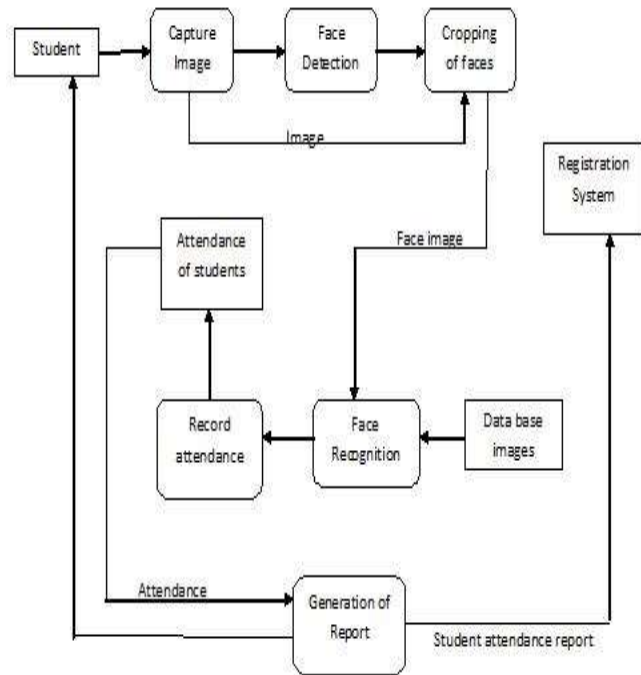 Student
Capture
Image
Face
Detection
Cropping
of faces
Image
Registration
System
Attendance
of students
Face image
Record
attendance
Face
Recognition
Data base
images
Attendance
Generation of
Report
Student attendance report